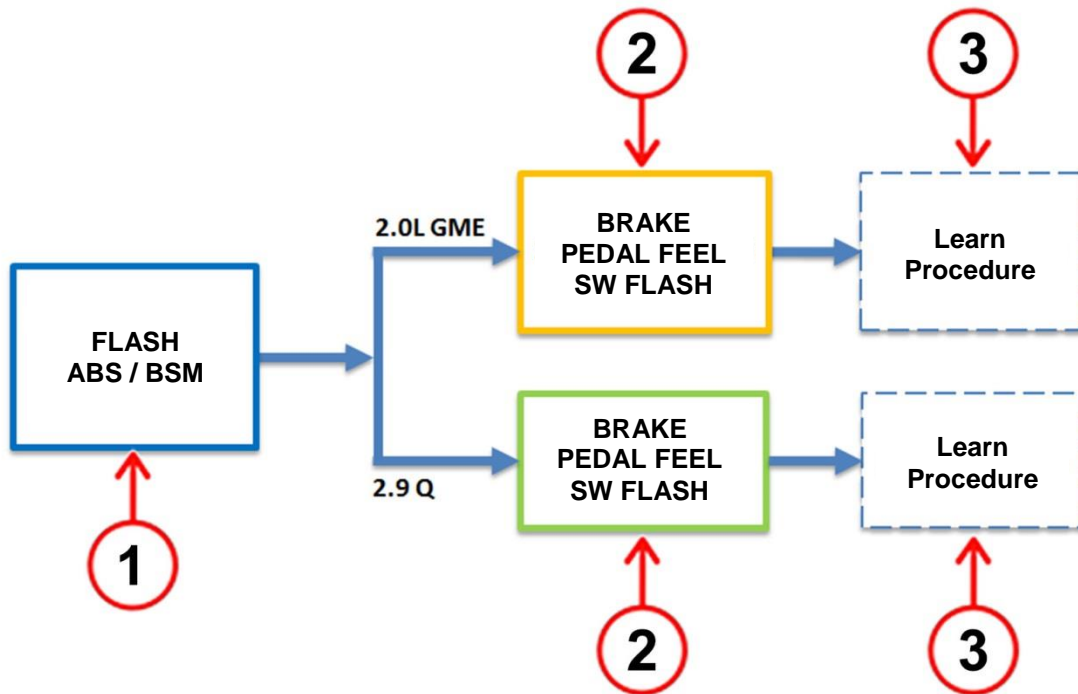 2
3
2.0L GME
BRAKE
PEDAL FEEL
SW FLASH
Learn
Procedure
FLASH
ABS / BSM
1
2.9 Q
BRAKE
PEDAL FEEL
SW FLASH
Learn
Procedure
2
3